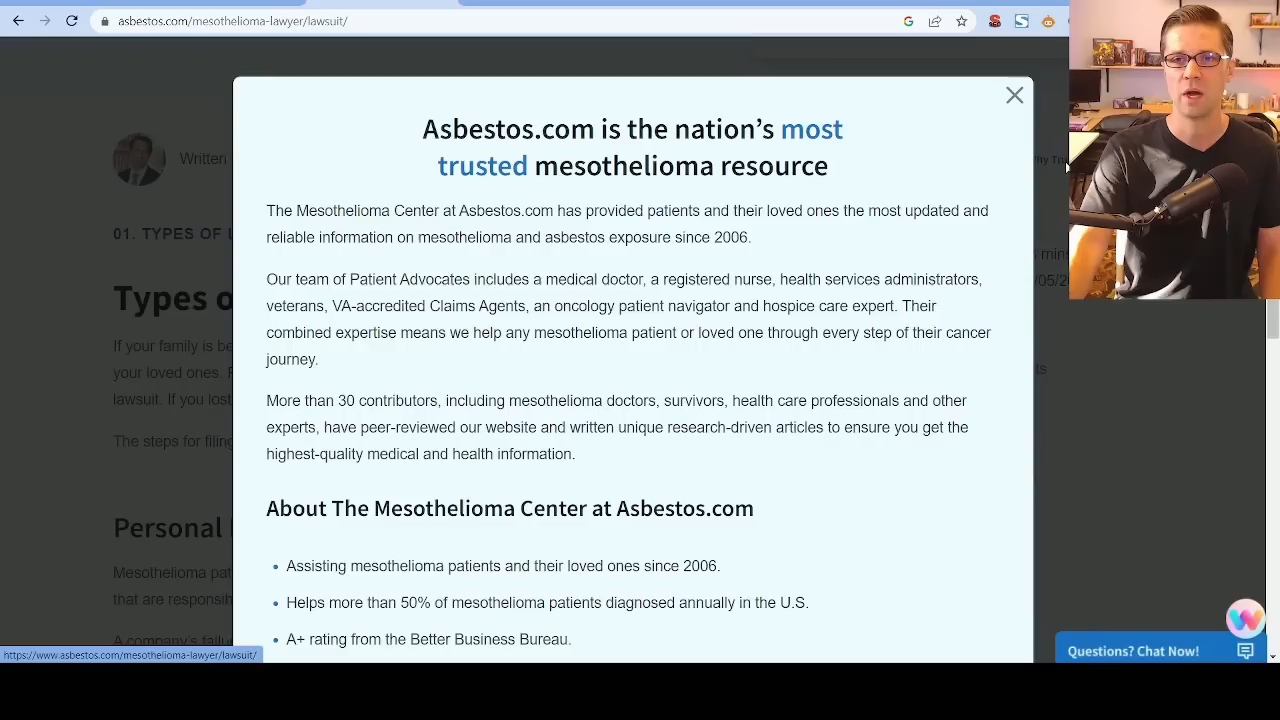 asbestos.com/mesothelioma-lawyer/lawsuit/
Asbestos.com is the nation's most
trusted mesothelioma resource
Written
The Mesothelioma Center at Asbestos.com has provided patients and their loved ones the most updated and
reliable information on mesothelioma and asbestos exposure since 2006.
01. TYPES OF
Our team of Patient Advocates includes a medical doctor, a registered nurse, health services administrators,
veterans, VA-accredited Claims Agents, an oncology patient navigator and hospice care expert. Their
combined expertise means we help any mesothelioma patient or loved one through every step of their cancer
journey.
Types o
If your family is be
your loved ones.
lawsuit. If you lost
More than 30 contributors, including mesothelioma doctors, survivors, health care professionals and other
experts, have peer-reviewed our website and written unique research-driven articles to ensure you get the
highest-quality medical and health information.
The steps for filing
About The Mesothelioma Center at Asbestos.com
Personal
Assisting mesothelioma patients and their loved ones since 2006.
Mesothelioma pat
that are responsib
Helps more than 50% of mesothelioma patients diagnosed annually in the U.S.
A+ rating from the Better Business Bureau.
A company's failu
https://www.asbestos.com/mesothelioma-lawyer/lawsuit/
Questions? Chat Now!